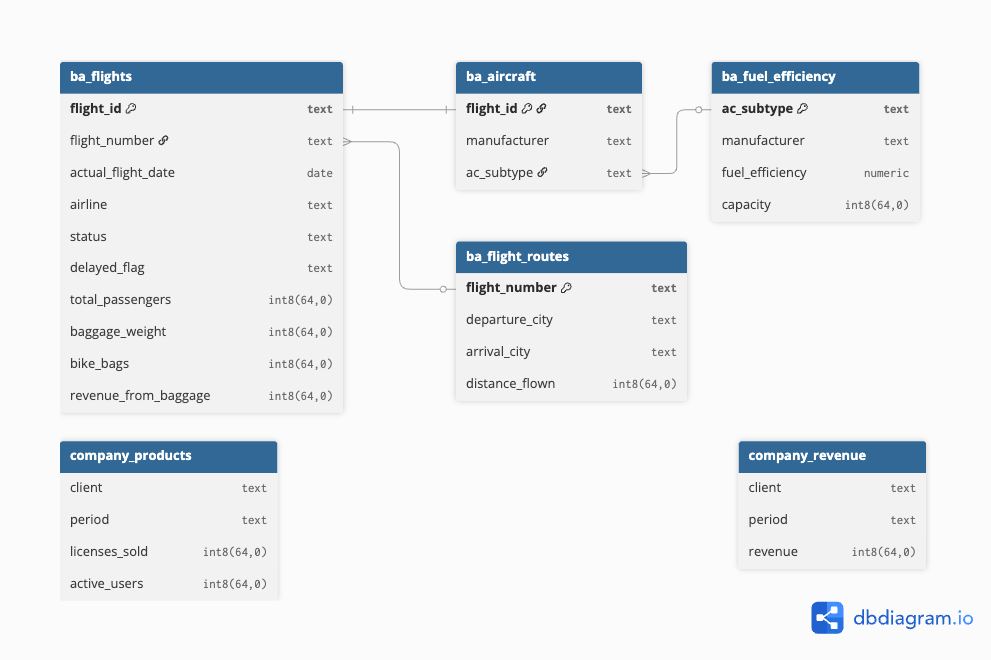 ba_flights
flight_id text
flight_number text
actual_flight_date date
airline text
status text
delayed_flag text
total_passengers int8(64,0)
baggage_weight int8(64,0)
bike_bags int8(64,0)
revenue_from_baggage int8(64,0)
ba_aircraft
flight_id text
manufacturer text
ac_subtype text
ba_fuel_efficiency
ac_subtype text
manufacturer text
fuel_efficiency numeric
capacity int8(64,0)
ba_flight_routes
flight_number text
departure_city text
arrival_city text
distance_flown int8(64,0)
company_products
client text
period text
licenses_sold int8(64,0)
active_users int8(64,0)
company_revenue
client text
period text
revenue int8(64,0)
dbdiagram.io